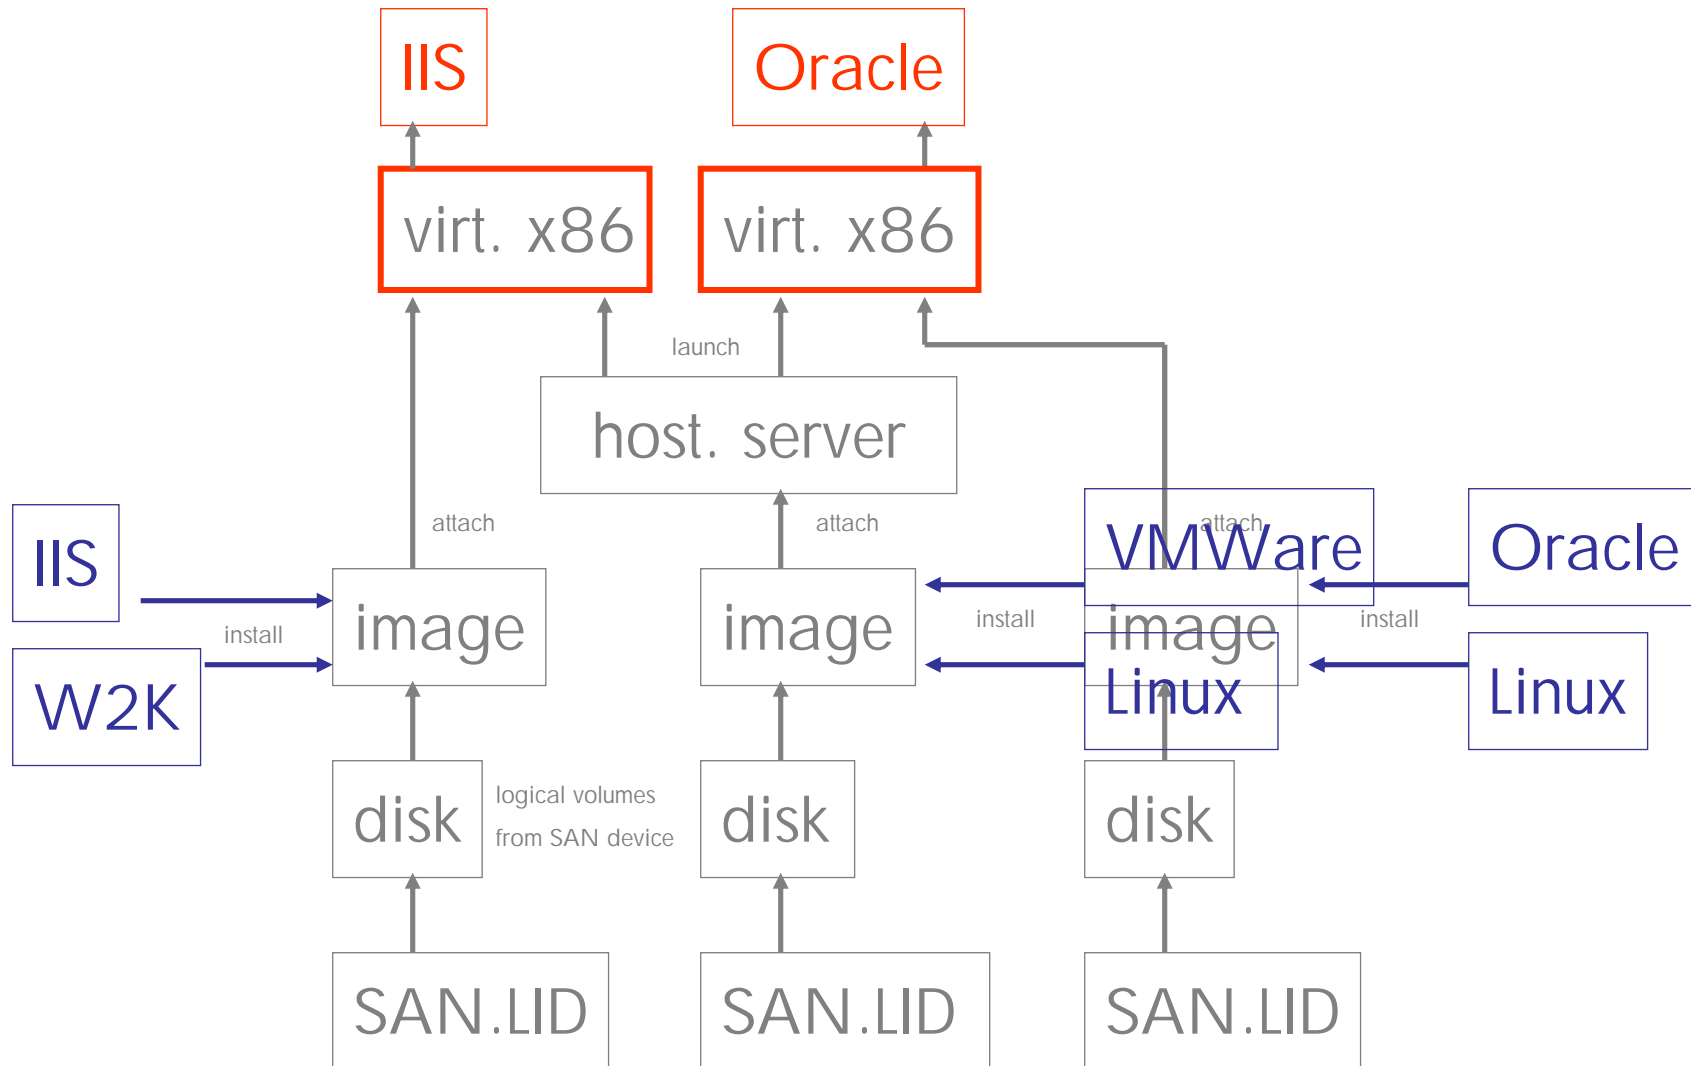 IIS
Oracle
virt. x86
virt. x86
launch
host. server
attach
attach
attach
IIS
VMWare
Oracle
image
image
image
install
install
install
W2K
Linux
Linux
disk
logical volumes
from SAN device
disk
disk
SAN.LID
SAN.LID
SAN.LID